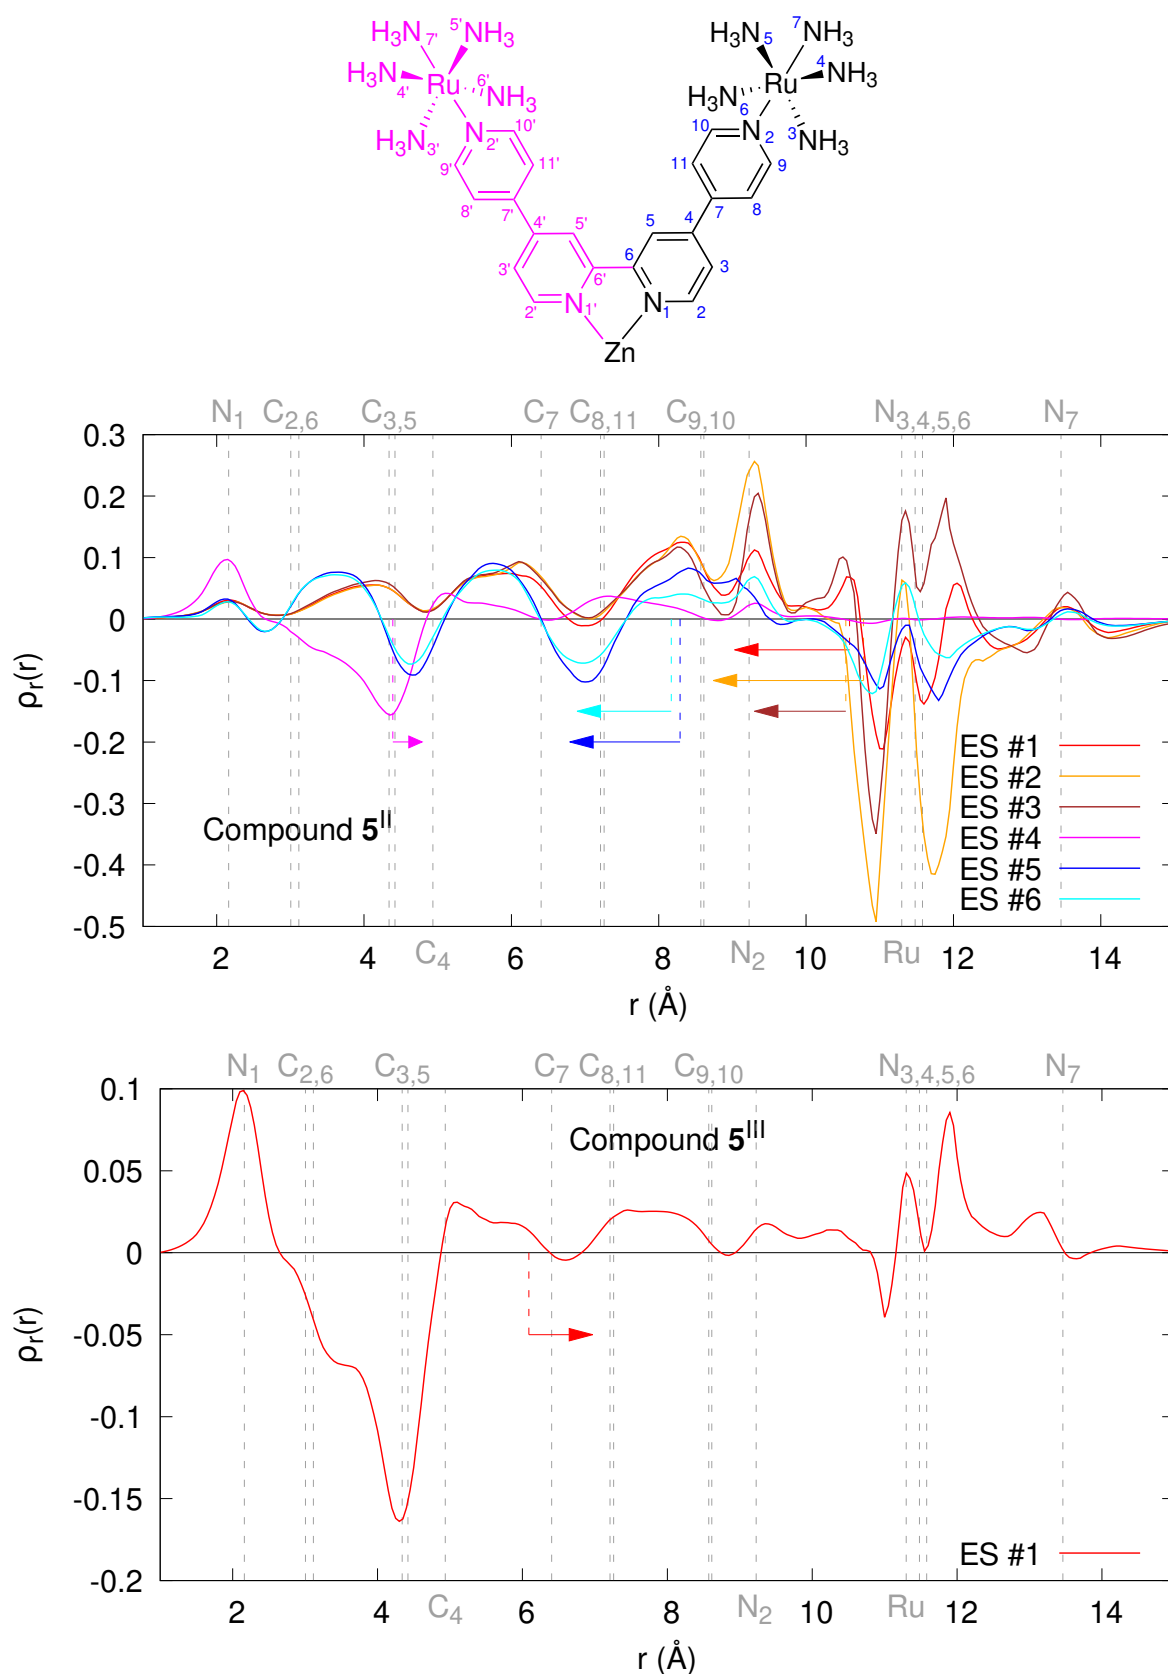 H₃N 7' 5' NH₃ H₃N 5 7 NH₃
H₃N 4' Ru 6' NH₃ Ru 4 NH₃
H₃N 6
H₃N 3' N 2' 10' 10 N 2 3 NH₃
9' 11' 11 9
8' 7' 7 8
4' 5' 5 4
3' 6' 6 3
2' N 1' N 1 2
Zn
N₁ C₂,₆ C₃,₅ C₇ C₈,₁₁ C₉,₁₀ N₃,₄,₅,₆ N₇
0.3
0.2
0.1
0
-0.1
-0.2
-0.3
-0.4
-0.5
ρr(r)
Compound 5ᴵᴵ
ES #1
ES #2
ES #3
ES #4
ES #5
ES #6
2 4 C₄ 6 8 N₂ 10 Ru 12 14
r (Å)
N₁ C₂,₆ C₃,₅ C₇ C₈,₁₁ C₉,₁₀ N₃,₄,₅,₆ N₇
0.1
0.05
0
-0.05
-0.1
-0.15
-0.2
ρr(r)
Compound 5ᴵᴵᴵ
ES #1
2 4 C₄ 6 8 N₂ 10 Ru 12 14
r (Å)